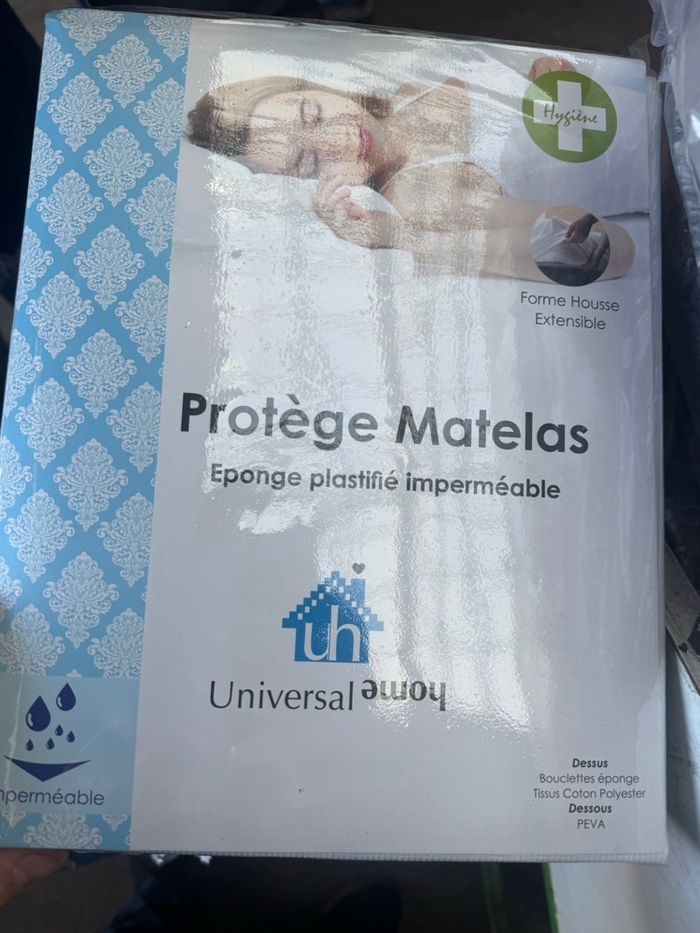 Hygiène
Forme Housse
Extensible
Protège Matelas
Eponge plastifié imperméable
uh
Universal home
mperméable
Dessus
Bouclettes éponge
Tissus Coton Polyester
Dessous
PEVA